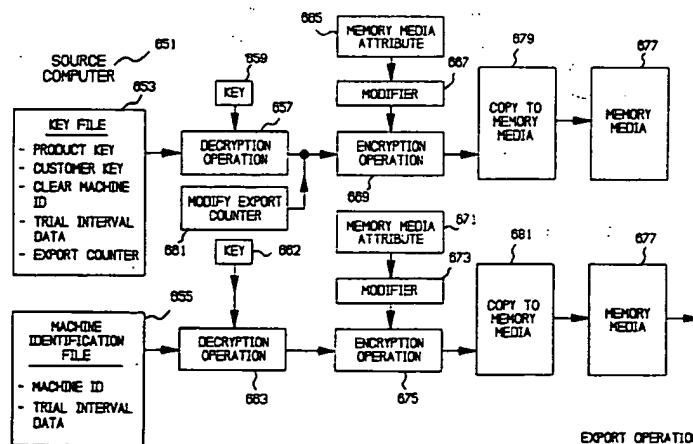 SOURCE
COMPUTER
651
653
KEY FILE
- PRODUCT KEY
- CUSTOMER KEY
- CLEAR MACHINE
ID
- TRIAL INTERVAL
DATA
- EXPORT COUNTER
659
KEY
657
DECRYPTION
OPERATION
MODIFY EXPORT
COUNTER
661
665
MEMORY MEDIA
ATTRIBUTE
667
MODIFIER
ENCRYPTION
OPERATION
669
679
COPY TO
MEMORY
MEDIA
677
MEMORY
MEDIA
655
MACHINE
IDENTIFICATION
FILE
- MACHINE ID
- TRIAL INTERVAL
DATA
KEY
662
DECRYPTION
OPERATION
663
671
MEMORY MEDIA
ATTRIBUTE
673
MODIFIER
ENCRYPTION
OPERATION
675
681
COPY TO
MEMORY
MEDIA
677
MEMORY
MEDIA
EXPORT OPERATIO